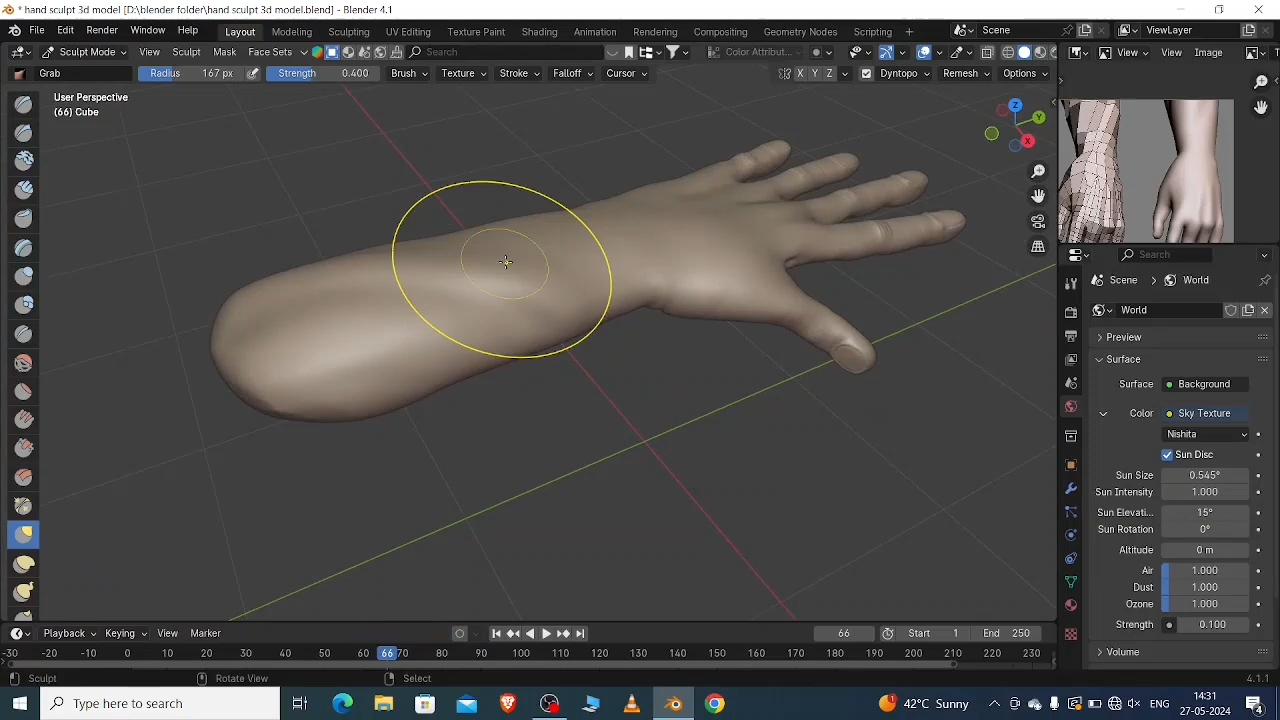 * hand sculpt 3d model [D:\blender folder\hand sculpt 3d model.blend] - Blender 4.1
File Edit Render Window Help Layout Modeling Sculpting UV Editing Texture Paint Shading Animation Rendering Compositing Geometry Nodes Scripting + Scene ViewLayer
Sculpt Mode View Sculpt Mask Face Sets Search Color Attribut... View View Image
Grab Radius 167 px Strength 0.400 Brush Texture Stroke Falloff Cursor X Y Z Dyntopo Remesh Options
User Perspective
(66) Cube
Z
Y
X
Search
Scene World
World
Preview
Surface
Surface Background
Color Sky Texture
Nishita
Sun Disc
Sun Size 0.545°
Sun Intensity 1.000
Sun Elevati... 15°
Sun Rotation 0°
Altitude 0 m
Air 1.000
Dust 1.000
Ozone 1.000
Strength 0.100
Volume
Playback Keying View Marker 66 Start 1 End 250
-30 -20 -10 0 10 20 30 40 50 60 66 70 80 90 100 110 120 130 140 150 160 170 180 190 200 210 220 230
Sculpt Rotate View Select 4.1.1
Type here to search 1 42°C Sunny ENG 14:31 27-05-2024